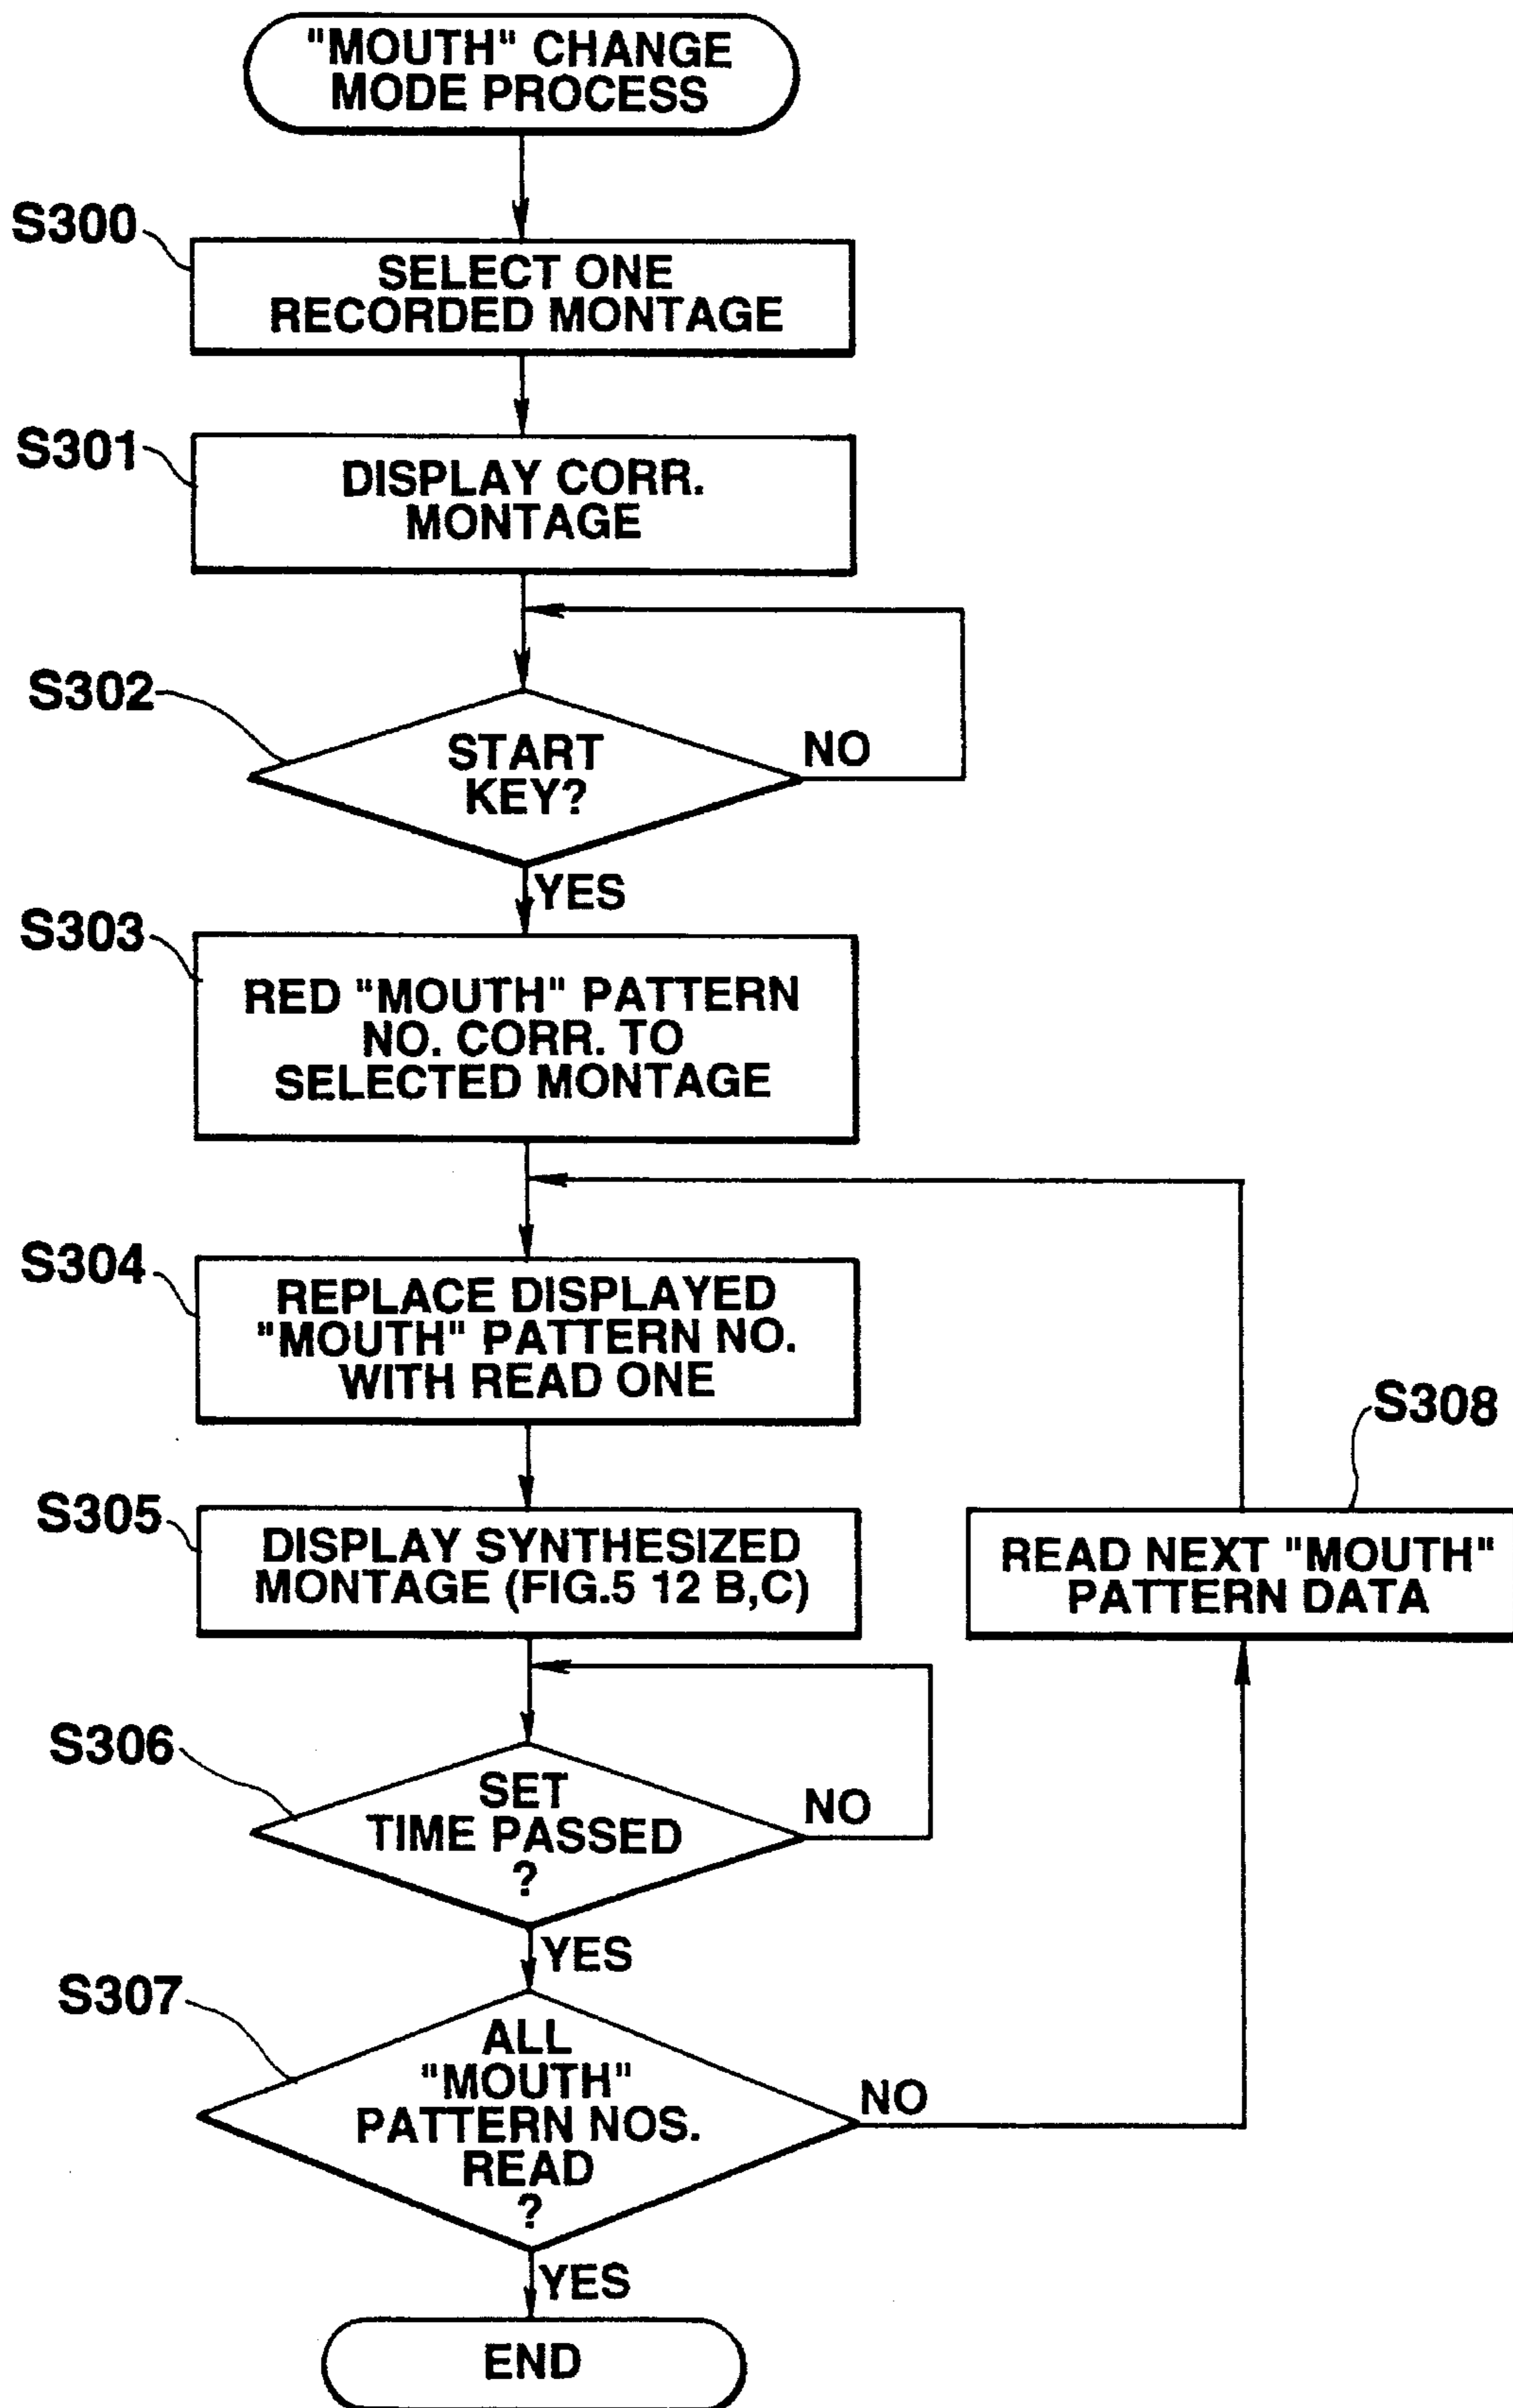 "MOUTH" CHANGE
MODE PROCESS
S300
SELECT ONE
RECORDED MONTAGE
S301
DISPLAY CORR.
MONTAGE
S302
START
KEY?
NO
YES
S303
RED "MOUTH" PATTERN
NO. CORR. TO
SELECTED MONTAGE
S304
REPLACE DISPLAYED
"MOUTH" PATTERN NO.
WITH READ ONE
S308
READ NEXT "MOUTH"
PATTERN DATA
S305
DISPLAY SYNTHESIZED
MONTAGE (FIG.5 12 B,C)
S306
SET
TIME PASSED
?
NO
YES
S307
ALL
"MOUTH"
PATTERN NOS.
READ
?
NO
YES
END